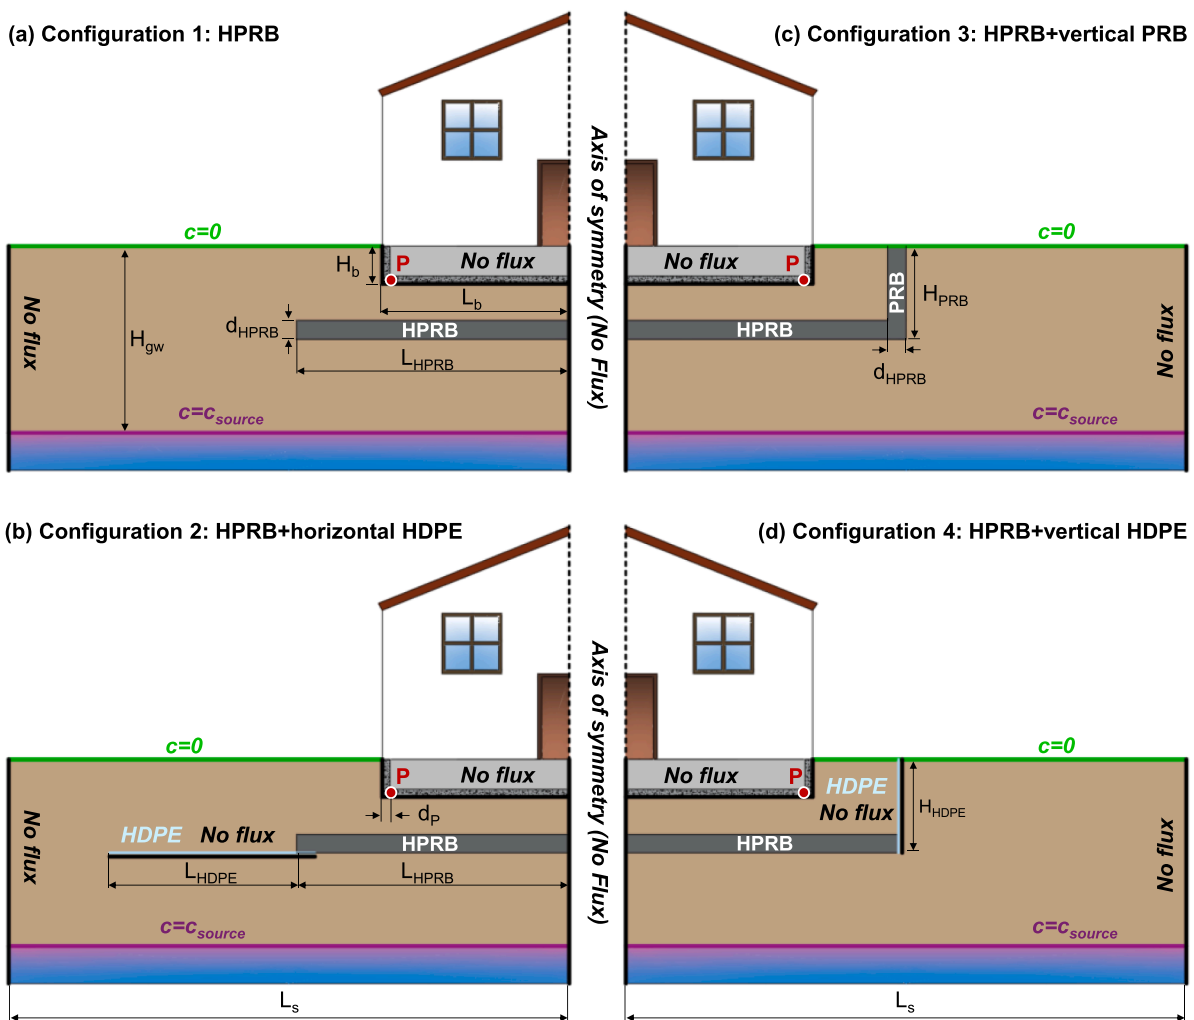 (a) Configuration 1: HPRB
(c) Configuration 3: HPRB+vertical PRB
Axis of symmetry (No Flux)
c=0
c=0
H_b
P
No flux
No flux
P
PRB
H_PRB
L_b
No flux
H_gw
d_HPRB
HPRB
L_HPRB
HPRB
d_HPRB
No flux
c=c_source
c=c_source
(b) Configuration 2: HPRB+horizontal HDPE
(d) Configuration 4: HPRB+vertical HDPE
Axis of symmetry (No Flux)
c=0
c=0
P
No flux
No flux
P
HDPE
No flux
H_HDPE
d_P
No flux
HDPE No flux
HPRB
HPRB
No flux
L_HDPE
L_HPRB
c=c_source
c=c_source
L_s
L_s